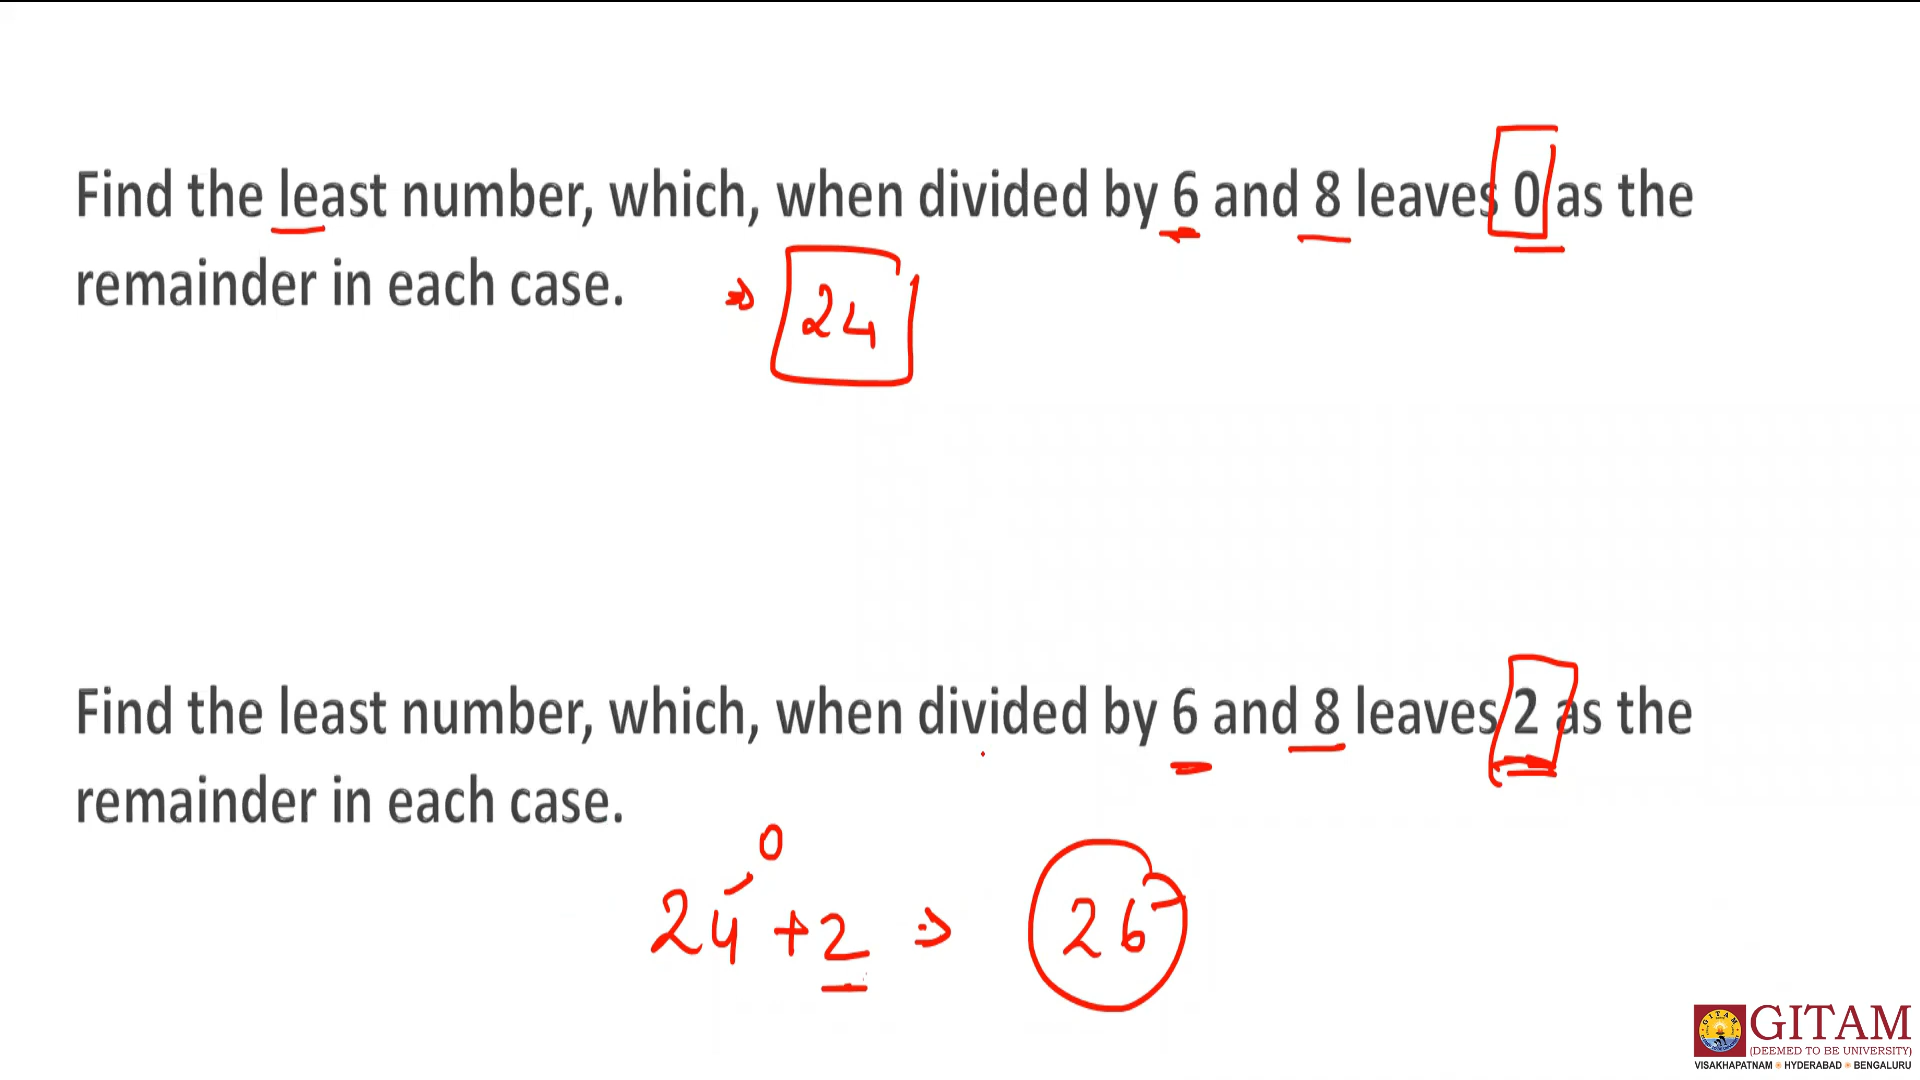 Find the least number, which, when divided by 6 and 8 leaves 0 as the
remainder in each case. ⇒ 24
Find the least number, which, when divided by 6 and 8 leaves 2 as the
remainder in each case.
0
24 + 2 ⇒ 26
GITAM
(DEEMED TO BE UNIVERSITY)
VISAKHAPATNAM * HYDERABAD * BENGALURU